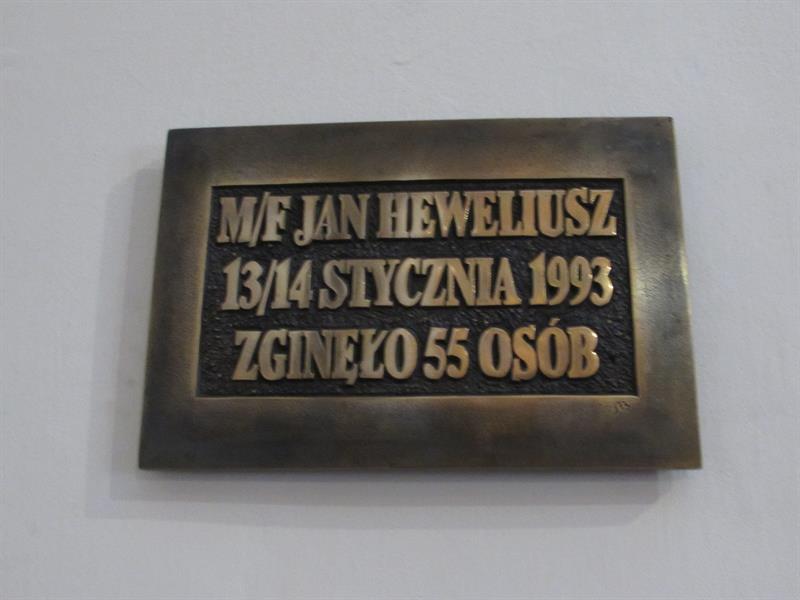 M/F JAN HEWELIUSZ
13/14 STYCZNIA 1993
ZGINĘŁO 55 OSÓB